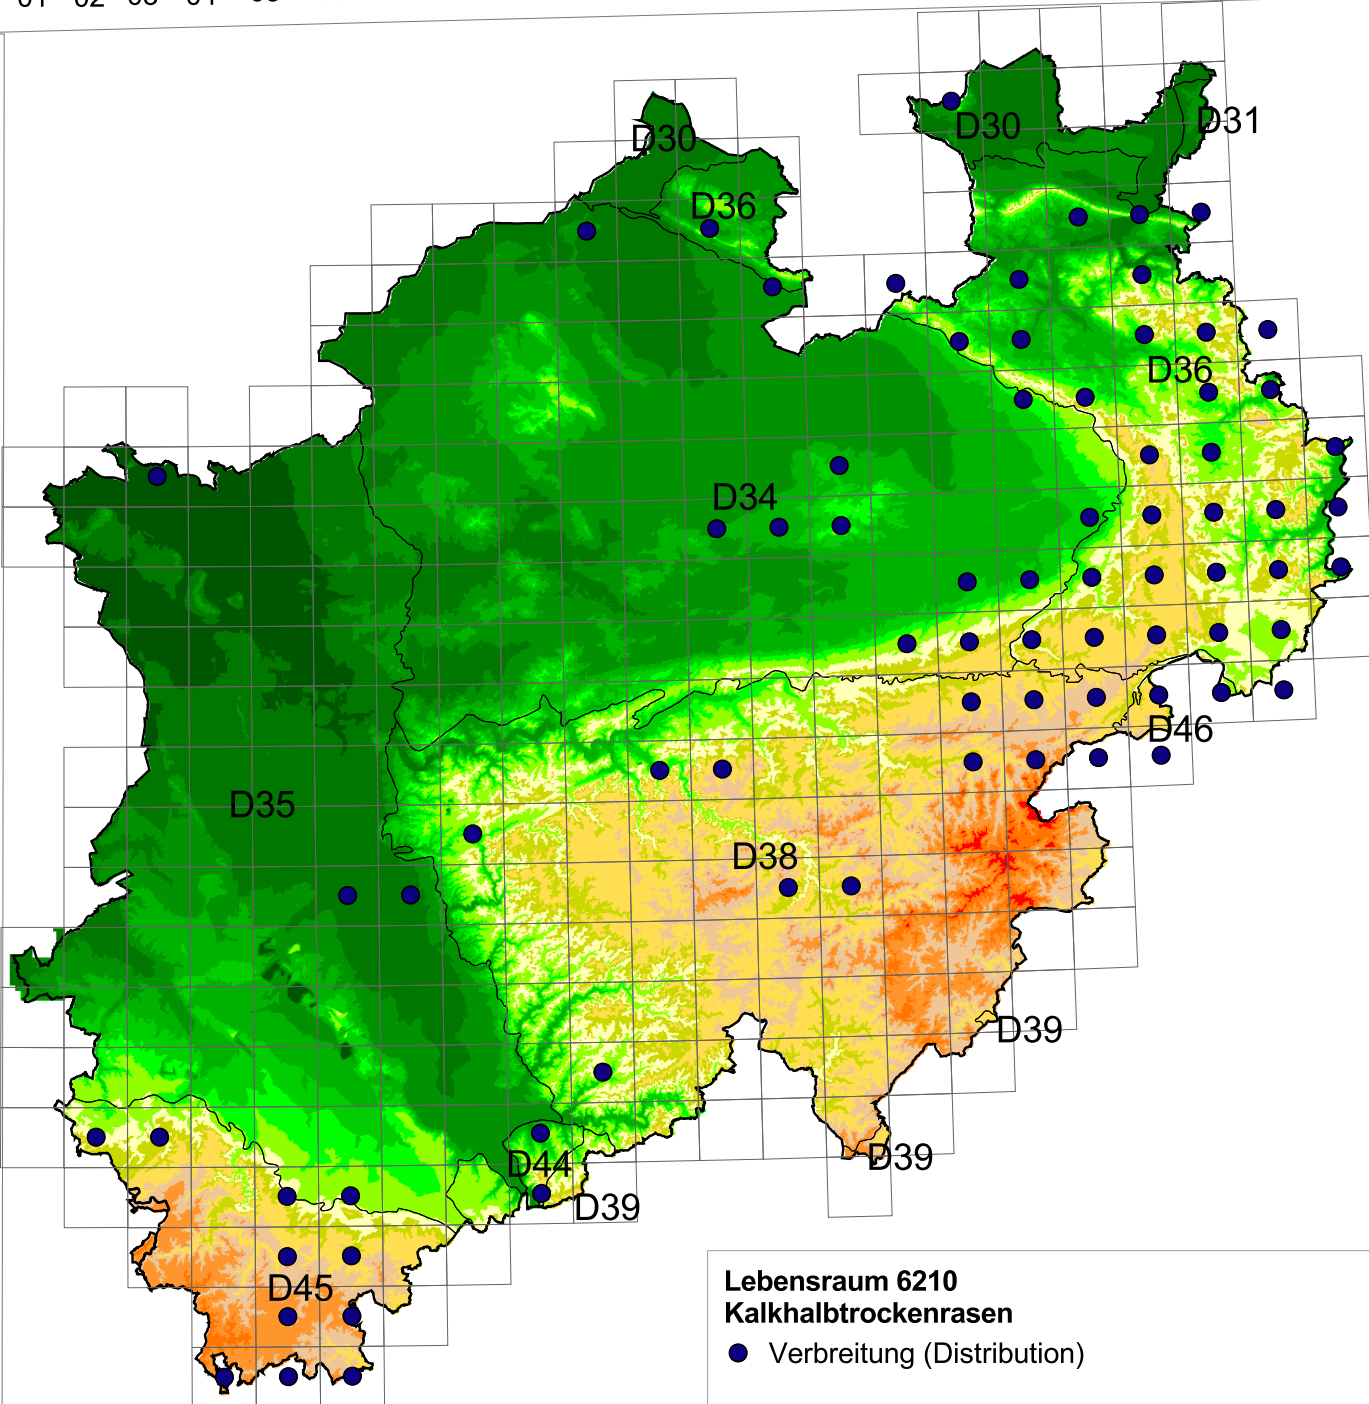 D30
D30
D31
D36
D36
D34
D46
D35
D38
D39
D39
D44
D39
D45
Lebensraum 6210
Kalkhalbtrockenrasen
Verbreitung (Distribution)